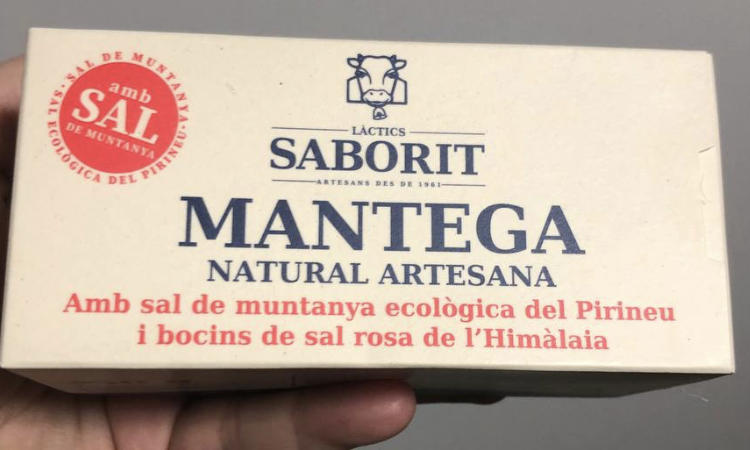 · SAL DE MUNTANYA ·
SAL ECOLÒGICA DEL PIRINEU
amb
SAL
DE MUNTANYA
LÀCTICS
SABORIT
ARTESANS DES DE 1961
MANTEGA
NATURAL ARTESANA
Amb sal de muntanya ecològica del Pirineu
i bocins de sal rosa de l'Himàlaia